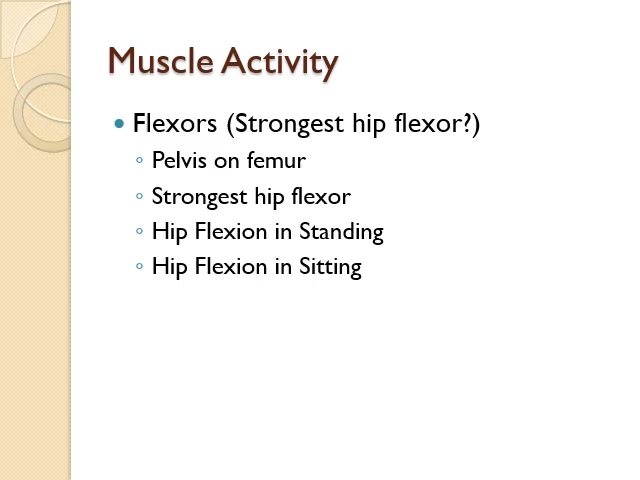 Muscle Activity
• Flexors (Strongest hip flexor?)
◦ Pelvis on femur
◦ Strongest hip flexor
◦ Hip Flexion in Standing
◦ Hip Flexion in Sitting